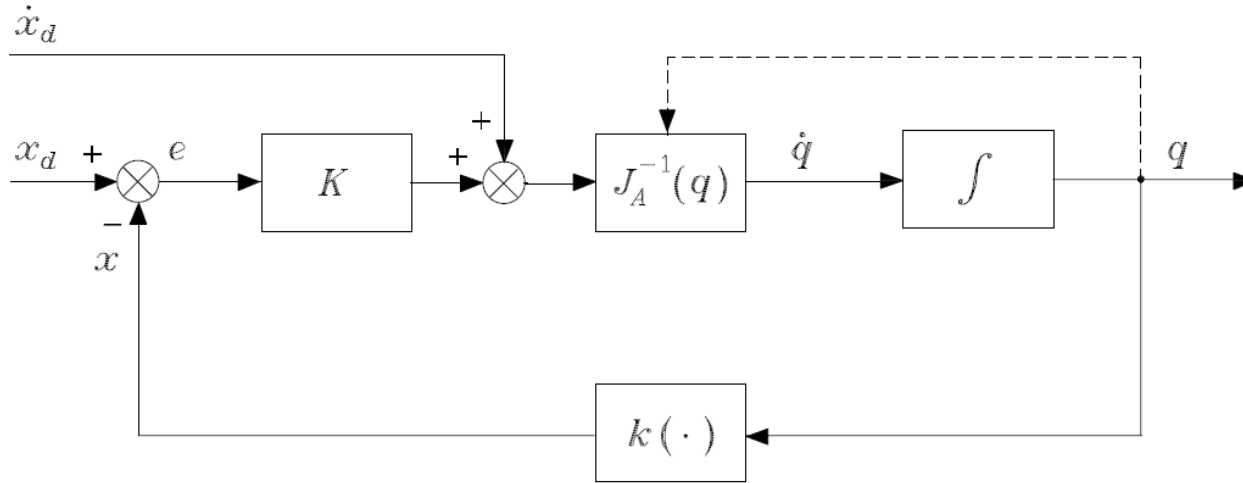 ẋ_d
x_d + e K + + J_A^{-1}(q) q̇ ∫ q
−
x
k(·)